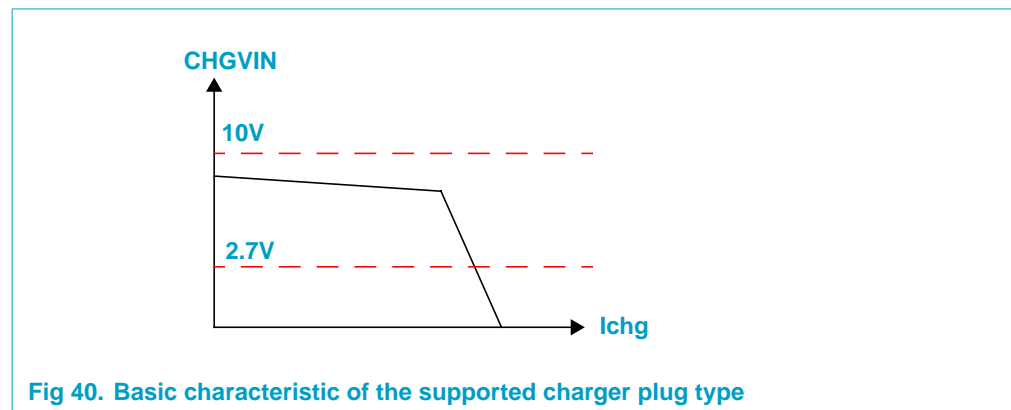 CHGVIN
10V
2.7V
Ichg
Fig 40. Basic characteristic of the supported charger plug type